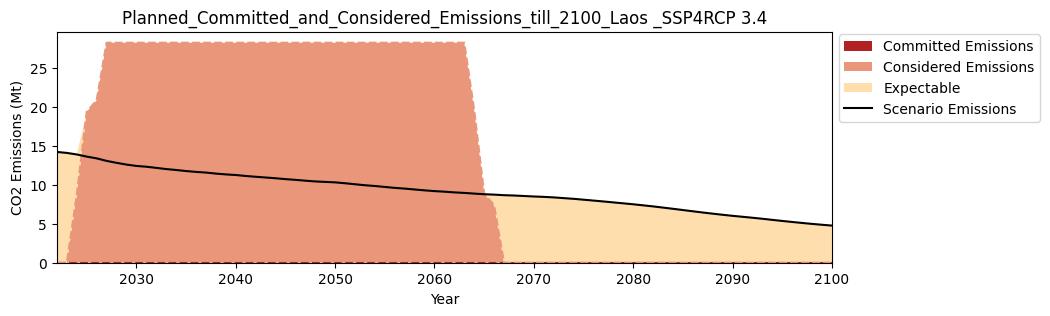 Planned_Committed_and_Considered_Emissions_till_2100_Laos _SSP4RCP 3.4
CO2 Emissions (Mt)
25
20
15
10
5
0
2030 2040 2050 2060 2070 2080 2090 2100
Year
Committed Emissions
Considered Emissions
Expectable
Scenario Emissions